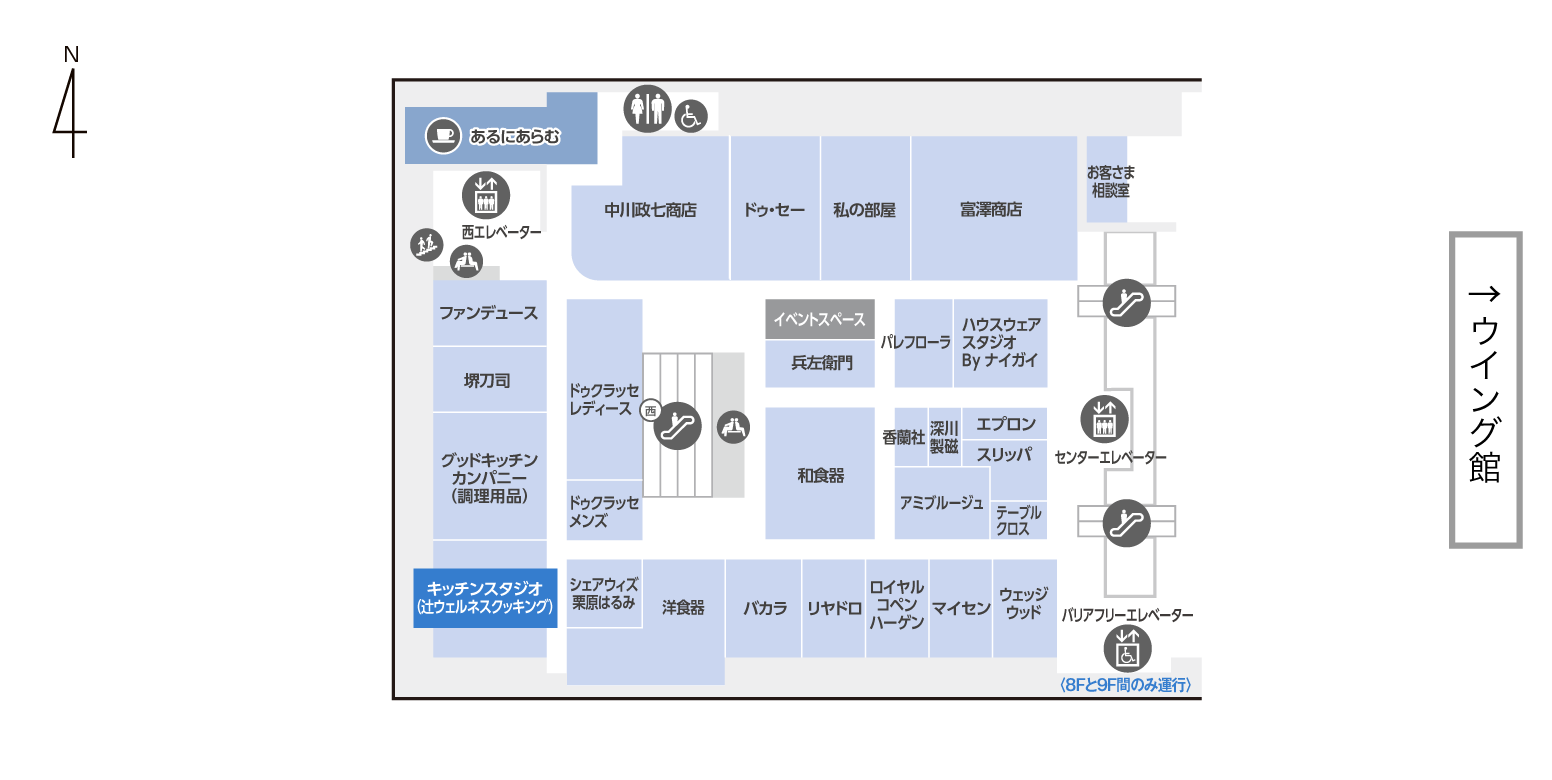 N
あるにあらむ
西エレベーター
中川政七商店
ドゥ・セー
私の部屋
富澤商店
お客さま
相談室
ファンデュース
堺刀司
グッドキッチン
カンパニー
(調理用品)
キッチンスタジオ
(辻ウェルネスクッキング)
ドゥクラッセ
レディース
ドゥクラッセ
メンズ
西
イベントスペース
兵左衛門
パレフローラ
ハウスウェア
スタジオ
By ナイガイ
和食器
香蘭社
深川
製磁
エプロン
スリッパ
アミブルージュ
テーブル
クロス
センターエレベーター
シェアウィズ
栗原はるみ
洋食器
バカラ
リヤドロ
ロイヤル
コペン
ハーゲン
マイセン
ウェッジ
ウッド
バリアフリーエレベーター
〈8Fと9F間のみ運行〉
→ウイング館